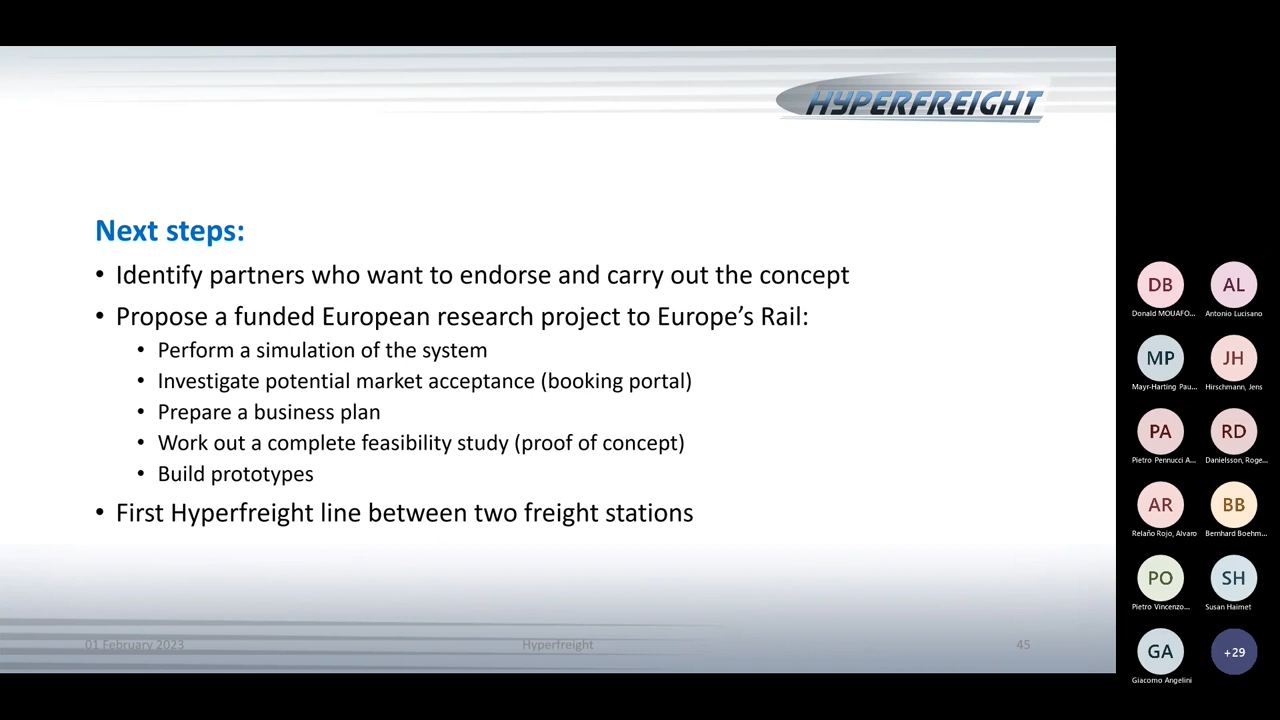 HYPERFREIGHT
Next steps:
• Identify partners who want to endorse and carry out the concept
• Propose a funded European research project to Europe’s Rail:
• Perform a simulation of the system
• Investigate potential market acceptance (booking portal)
• Prepare a business plan
• Work out a complete feasibility study (proof of concept)
• Build prototypes
• First Hyperfreight line between two freight stations
01 February 2023
Hyperfreight
45
DB
AL
Donald MOUAFO...
Antonio Lucisano
MP
JH
Mayr-Harting Pau...
Hirschmann, Jens
PA
RD
Pietro Pennucci A...
Danielsson, Roge...
AR
BB
Relaño Rojo, Alvaro
Bernhard Boehm...
PO
SH
Pietro Vincenzo...
Susan Haimet
GA
+29
Giacomo Angelini